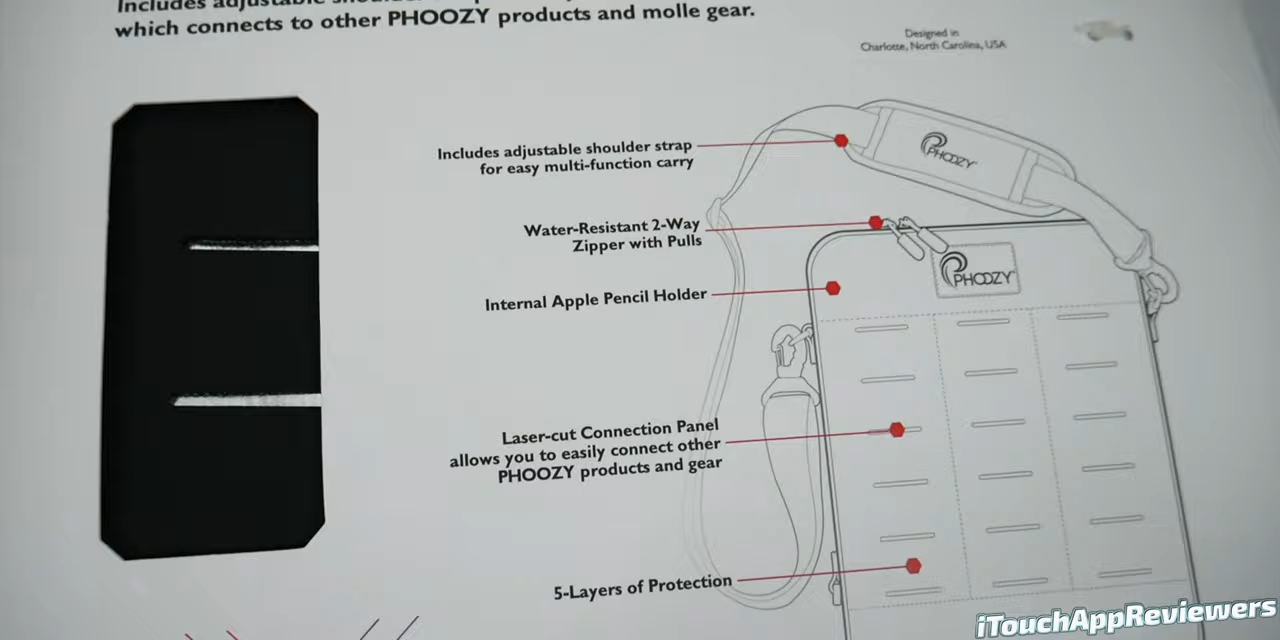 Includes adjustable
which connects to other PHOOZY products and molle gear.
Designed in
Charlotte, North Carolina, USA
Includes adjustable shoulder strap
for easy multi-function carry
PHOOZY
Water-Resistant 2-Way
Zipper with Pulls
PHOOZY
Internal Apple Pencil Holder
Laser-cut Connection Panel
allows you to easily connect other
PHOOZY products and gear
5-Layers of Protection
iTouchAppReviewers